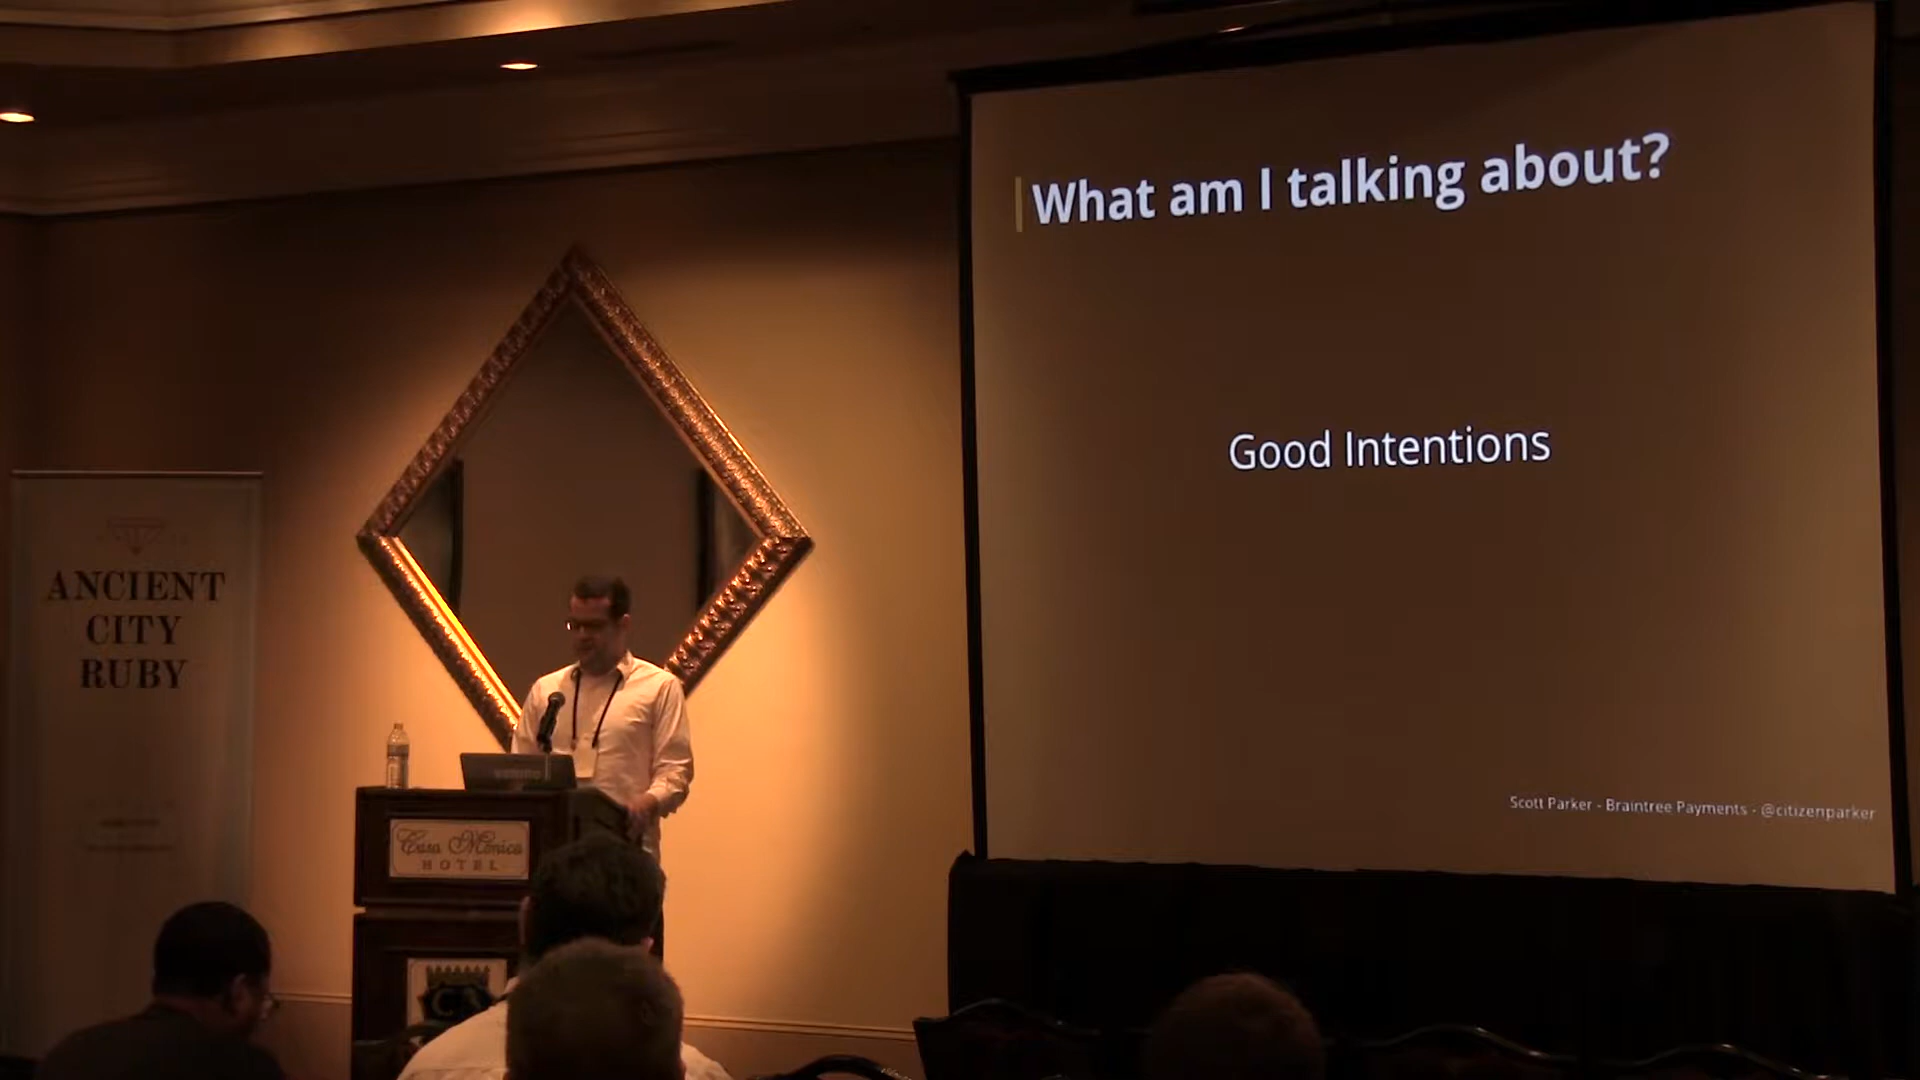 What am I talking about?
Good Intentions
Scott Parker - Braintree Payments - @citizenparker
ANCIENT
CITY
RUBY
Casa Monica
HOTEL